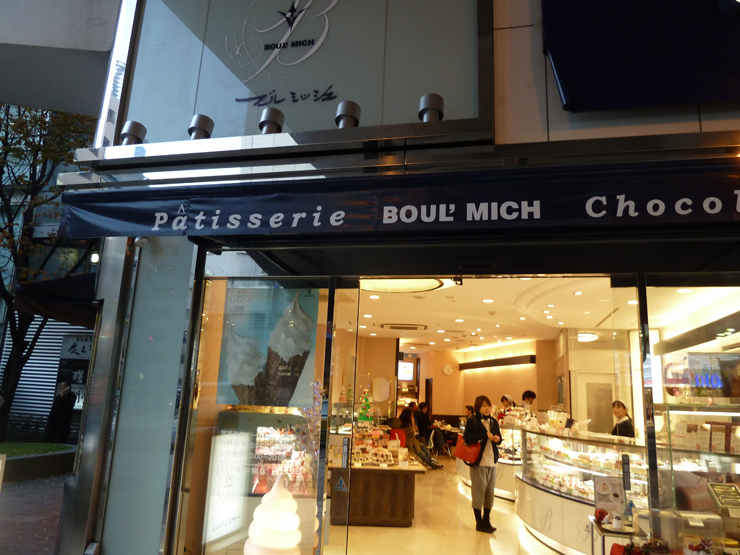 BOUL' MICH
ブールミッシュ
Pâtisserie BOUL' MICH Chocol